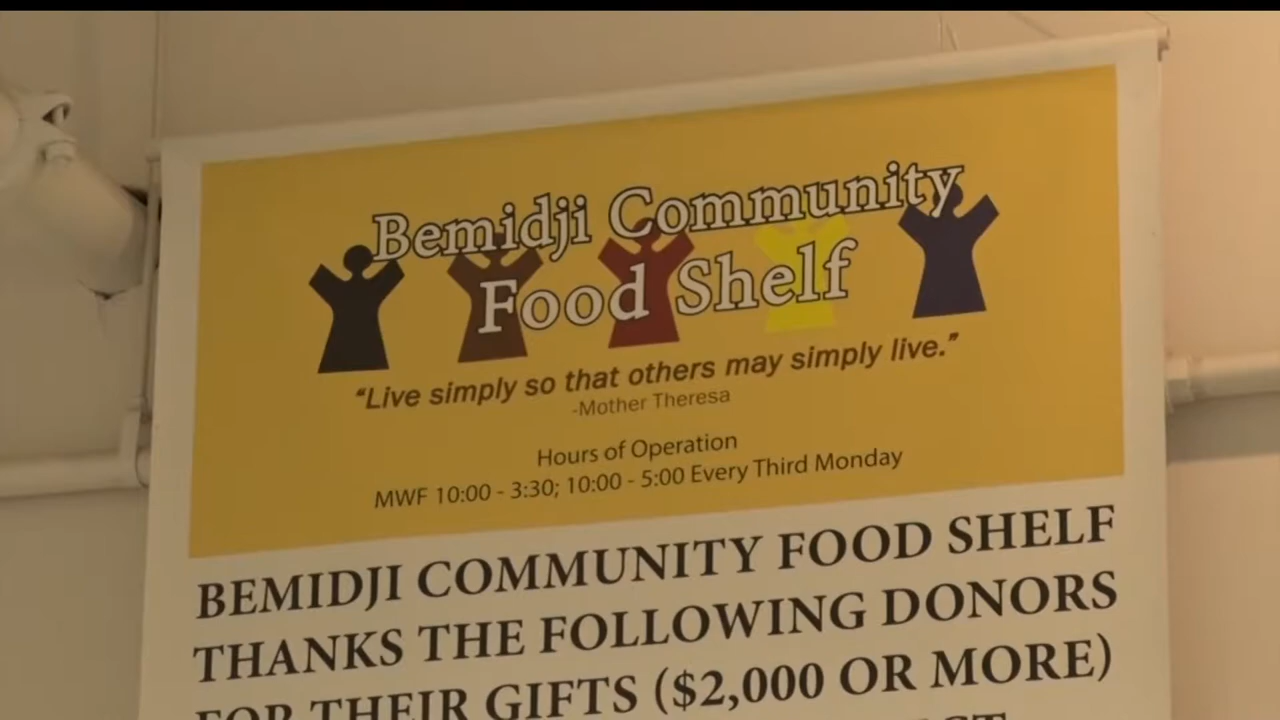 Bemidji Community
Food Shelf
“Live simply so that others may simply live.”
-Mother Theresa
Hours of Operation
MWF 10:00 - 3:30; 10:00 - 5:00 Every Third Monday
BEMIDJI COMMUNITY FOOD SHELF
THANKS THE FOLLOWING DONORS
FOR THEIR GIFTS ($2,000 OR MORE)